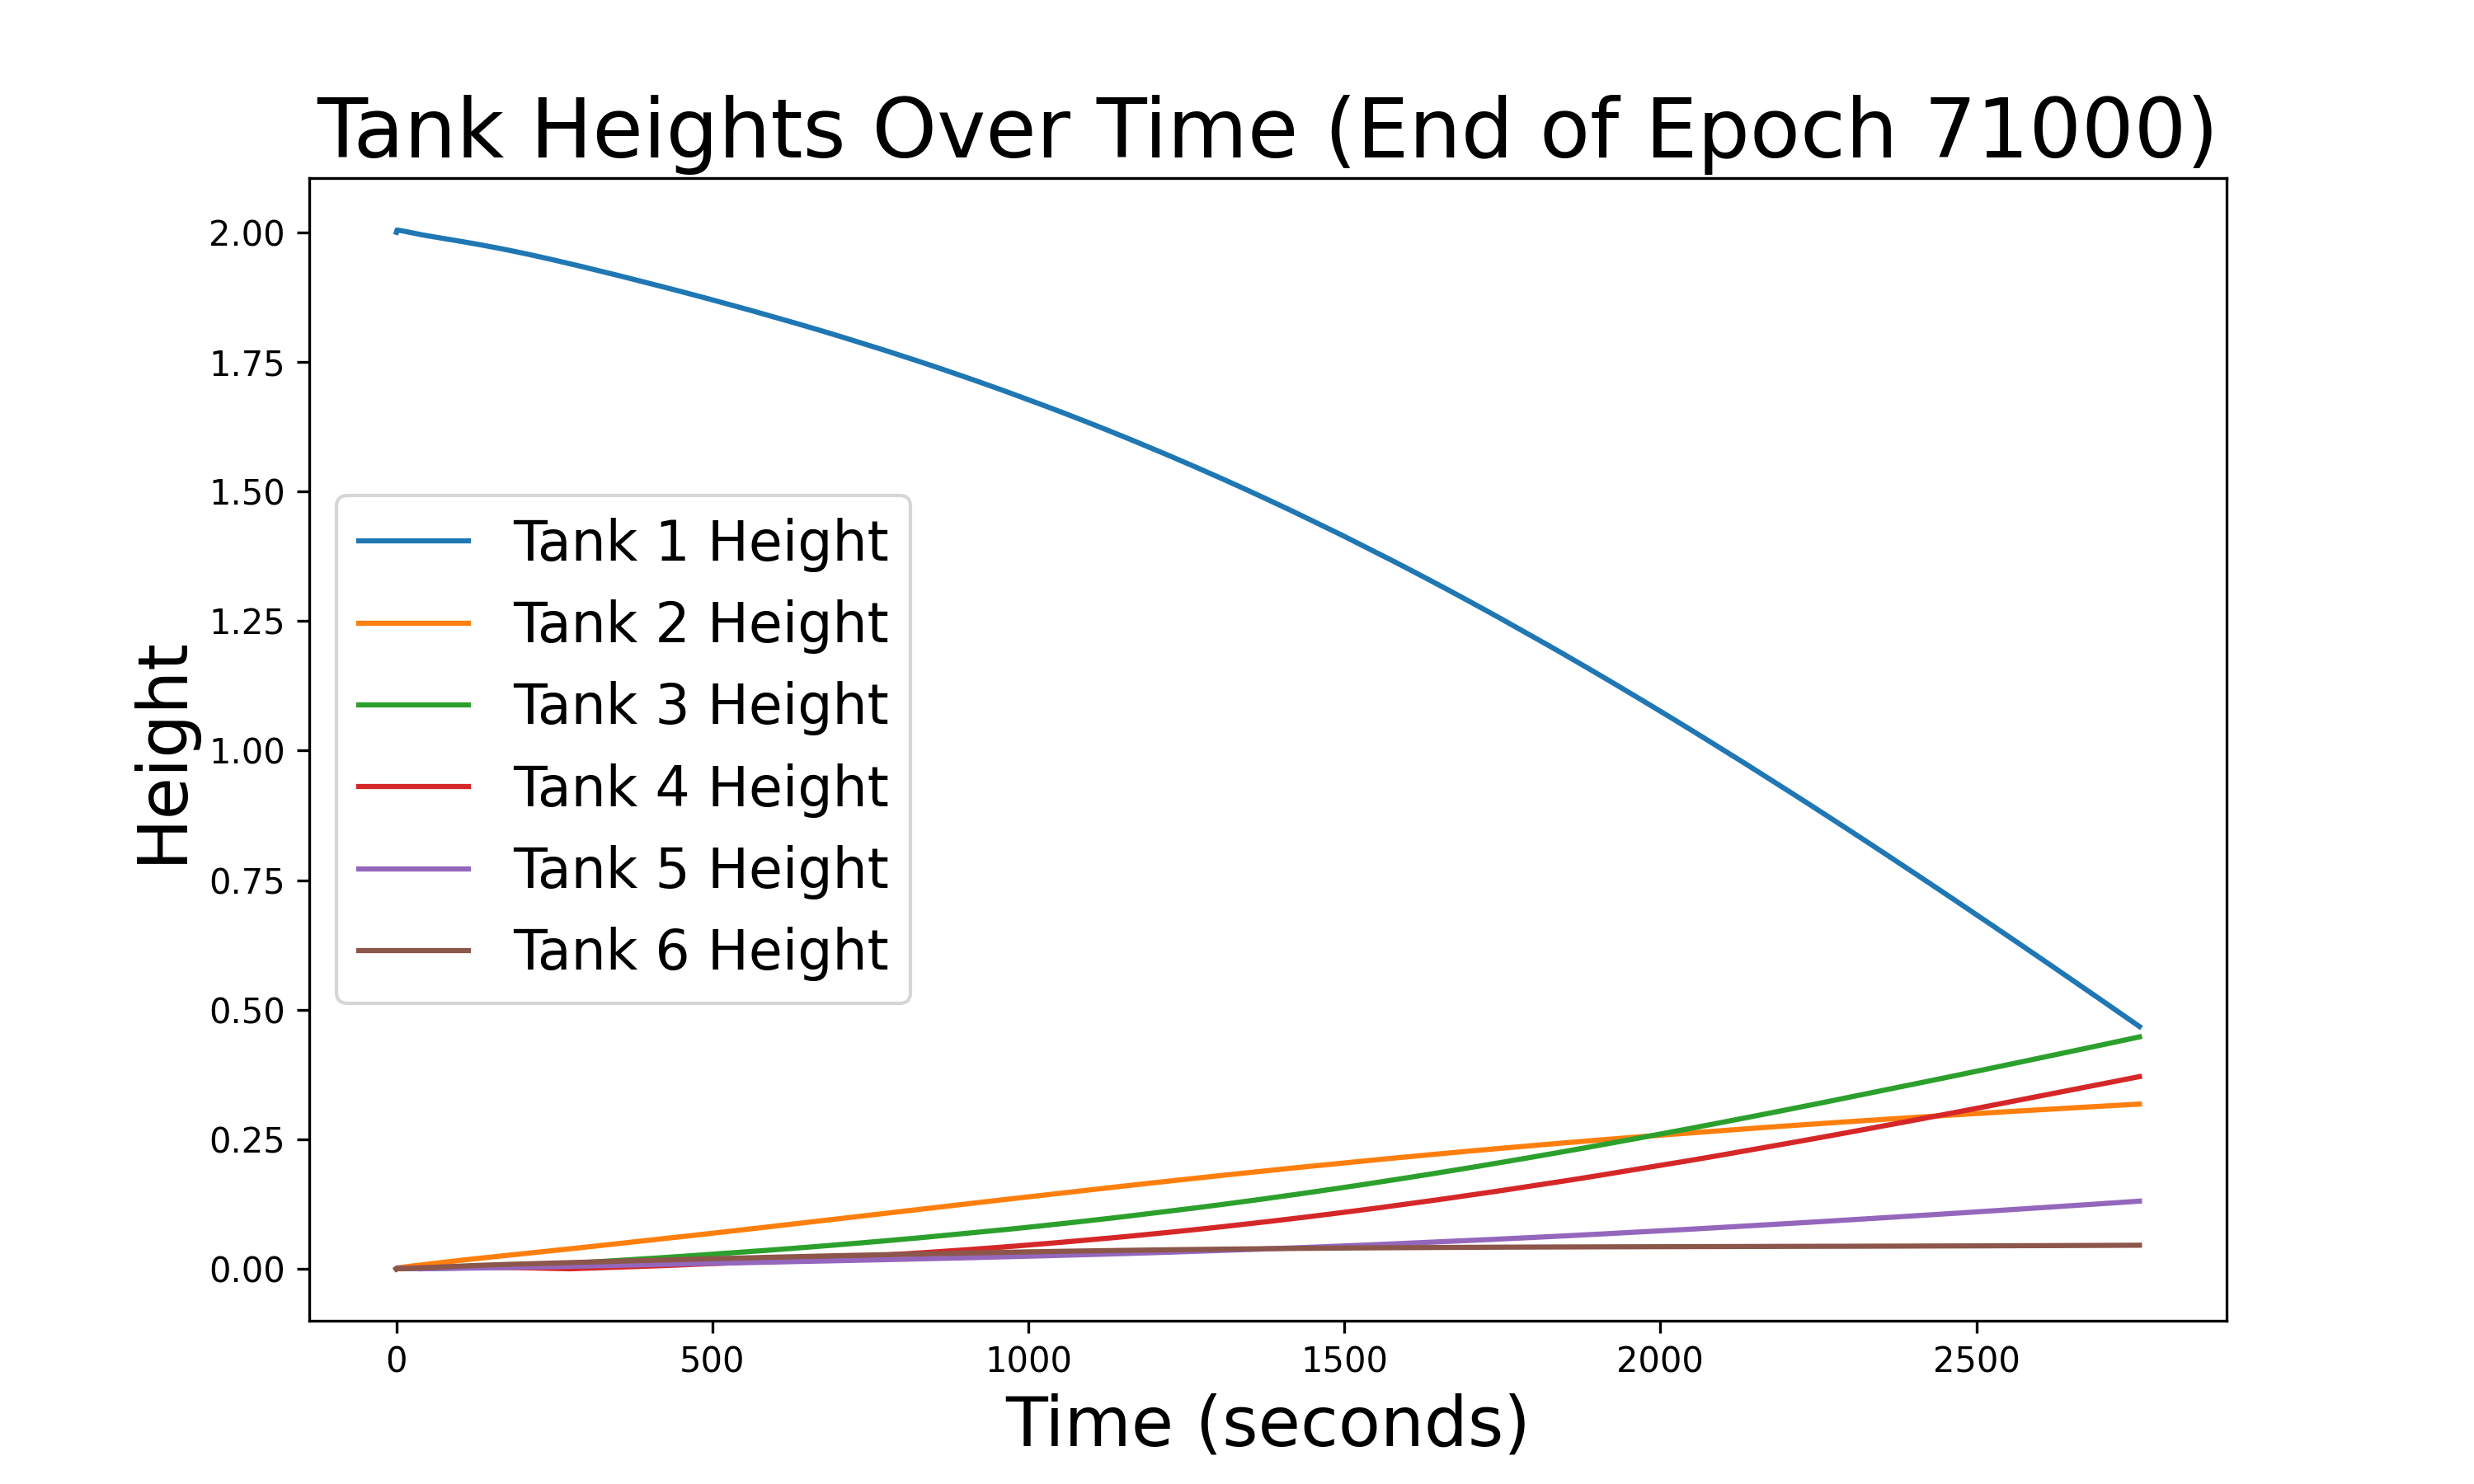 Tank Heights Over Time (End of Epoch 71000)
Height
2.00
1.75
1.50
1.25
1.00
0.75
0.50
0.25
0.00
Tank 1 Height
Tank 2 Height
Tank 3 Height
Tank 4 Height
Tank 5 Height
Tank 6 Height
0 500 1000 1500 2000 2500
Time (seconds)